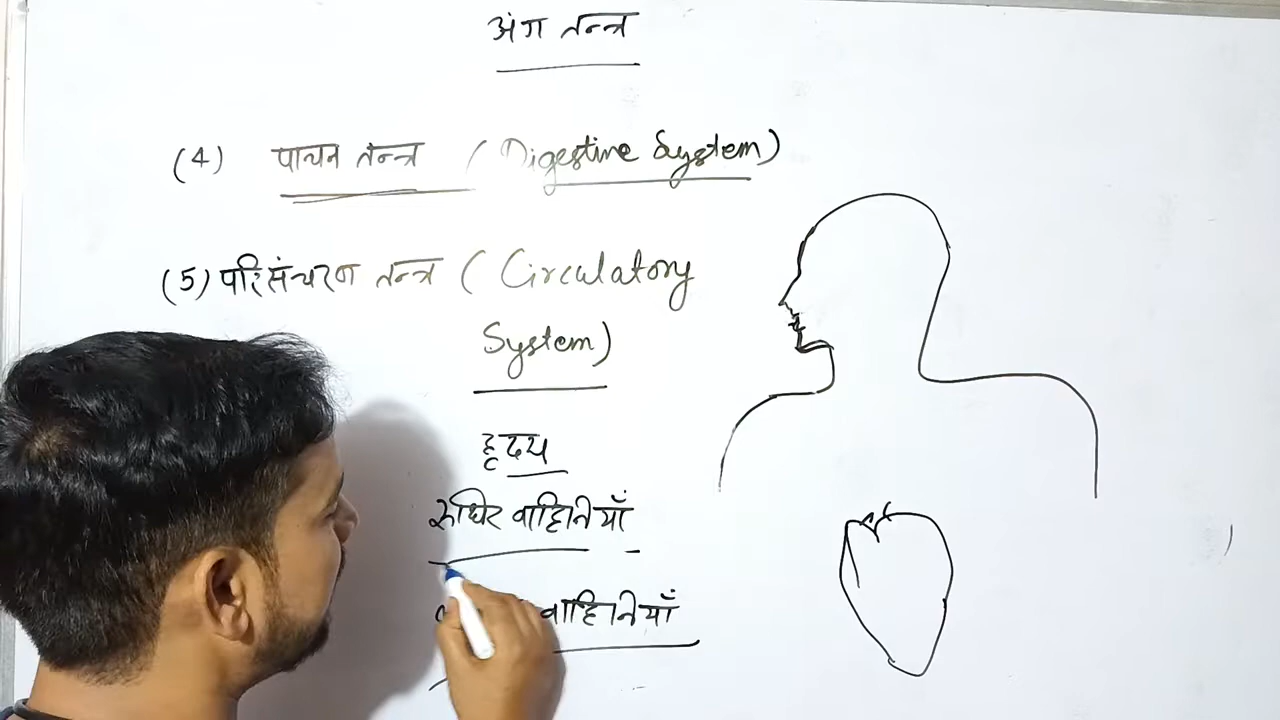 अंग तन्त्र
(4) पाचन तन्त्र (Digestive System)
(5) परिसंचरण तन्त्र (Circulatory
System)
हृदय
रुधिर वाहिनियाँ
वाहिनियाँ